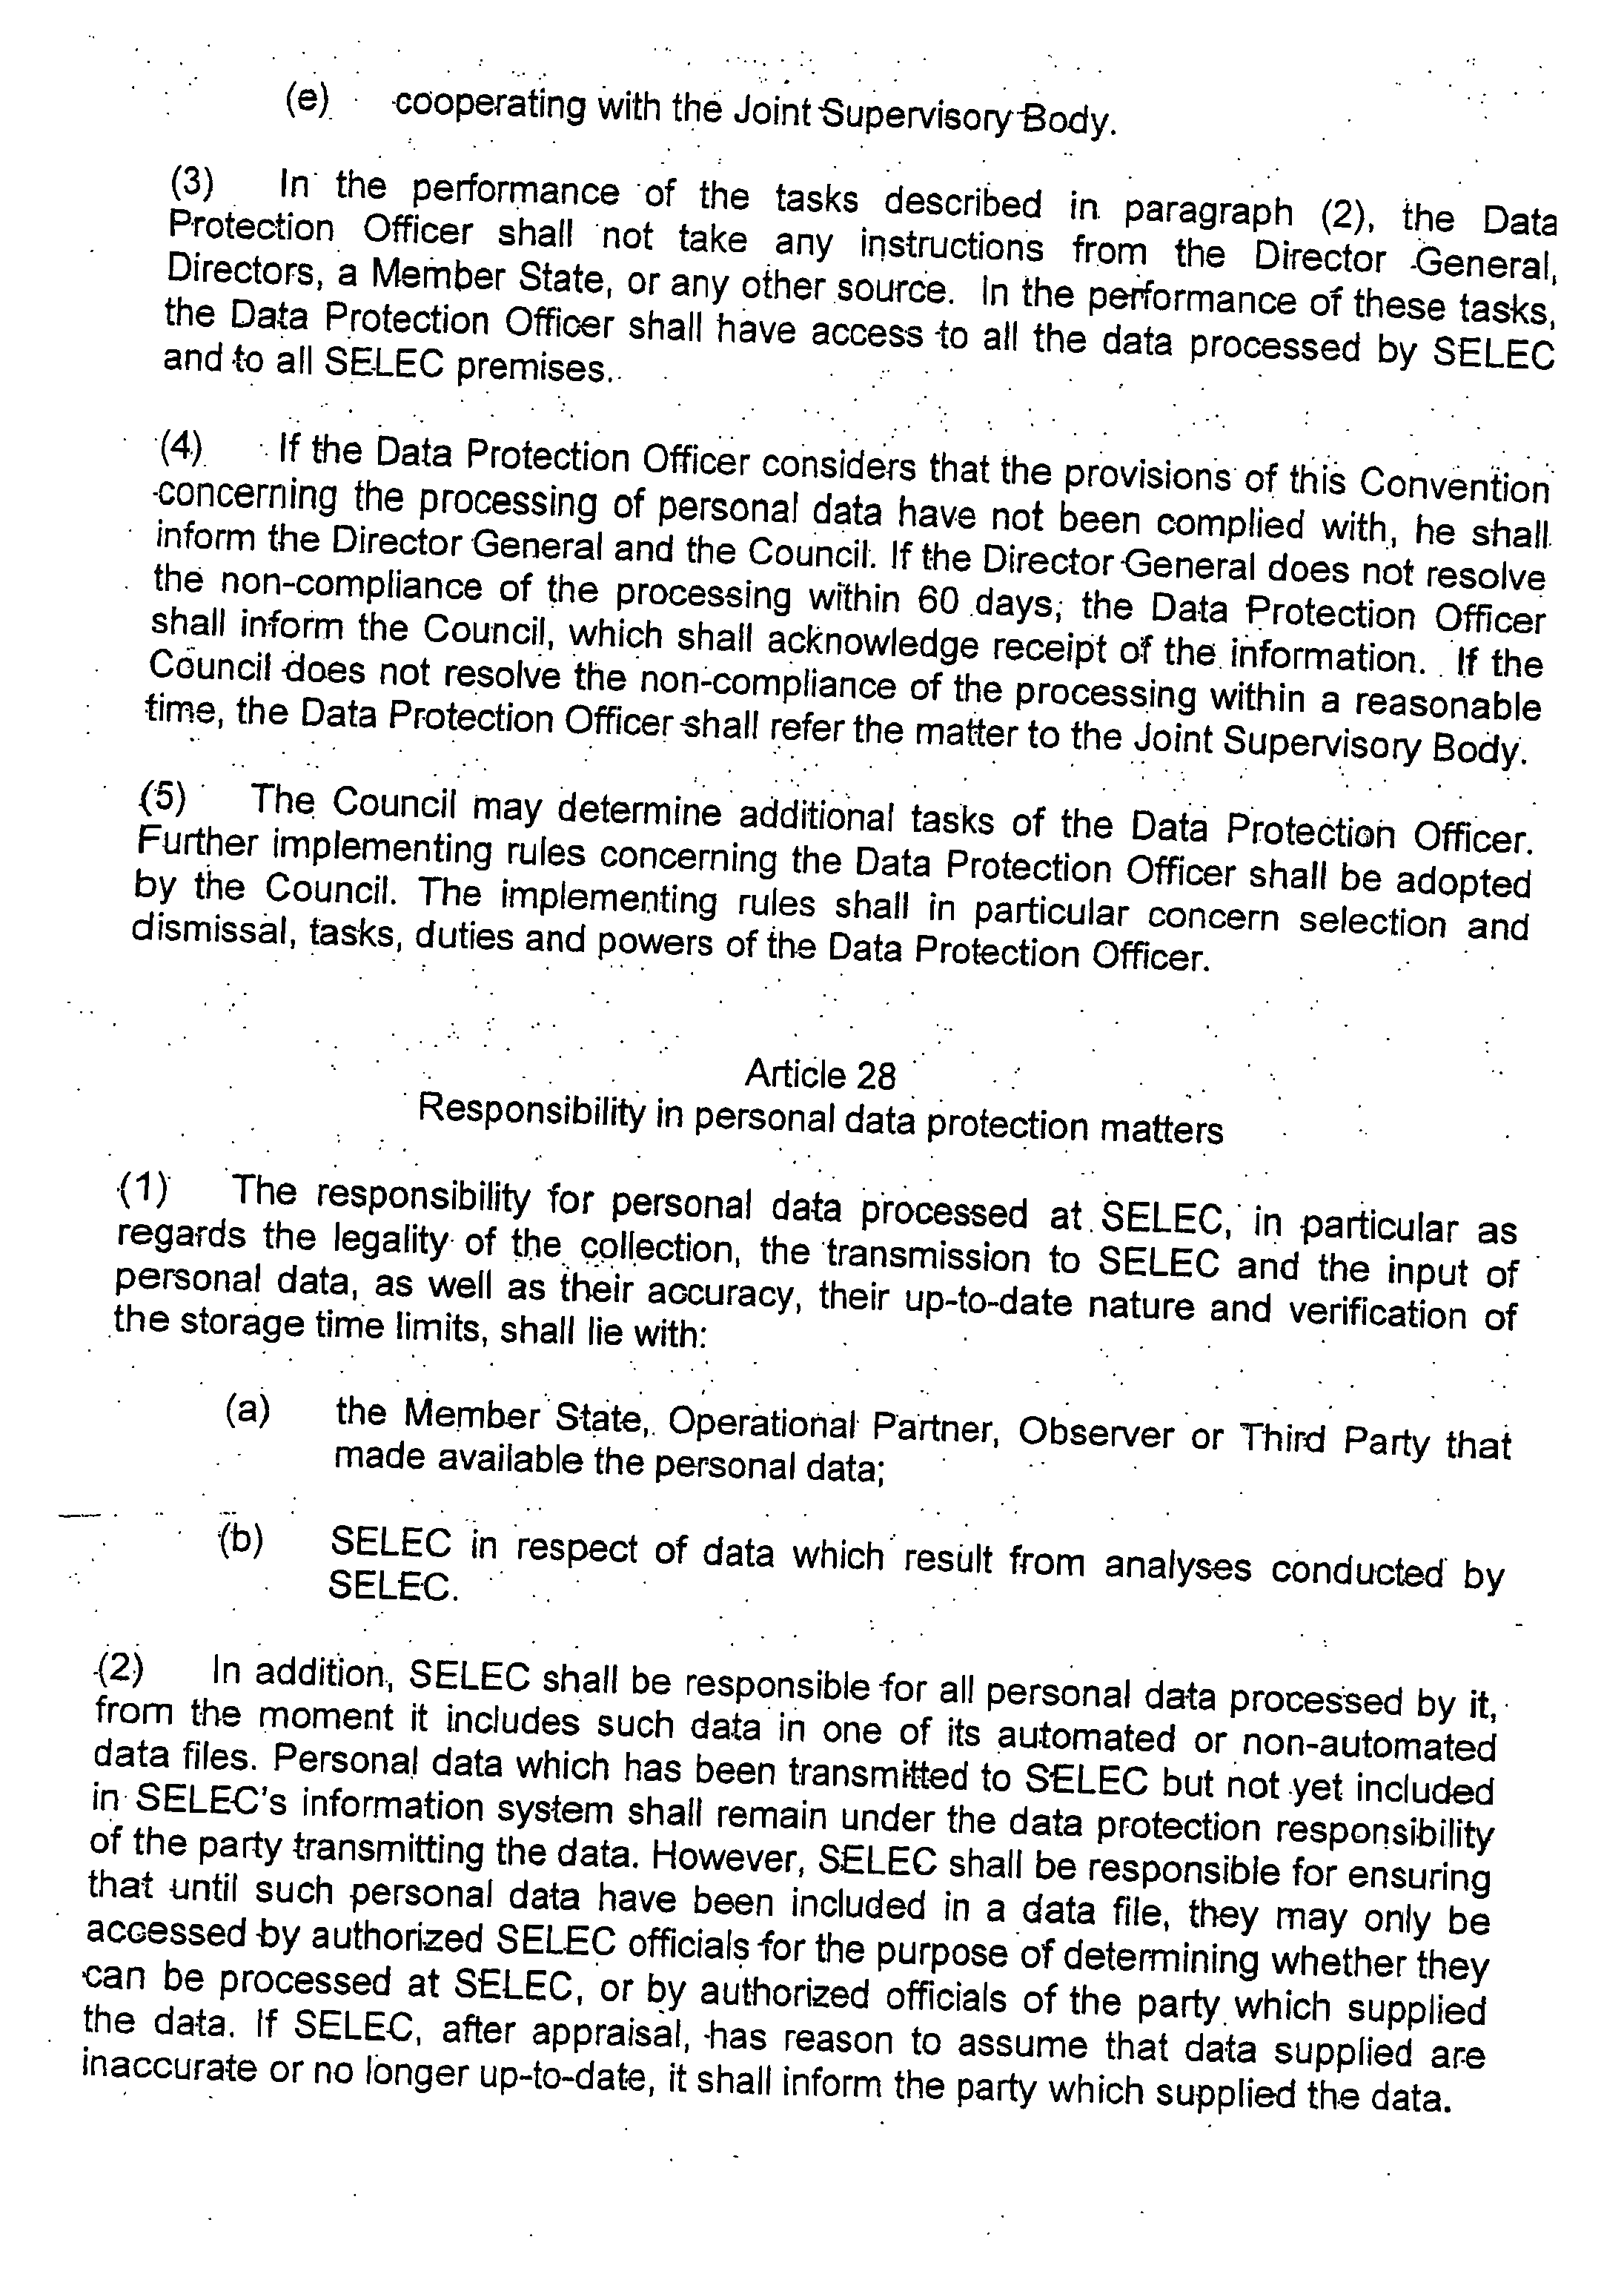 (e) cooperating with the Joint Supervisory Body.
(3) In the performance of the tasks described in paragraph (2), the Data
Protection Officer shall not take any instructions from the Director General,
Directors, a Member State, or any other source. In the performance of these tasks,
the Data Protection Officer shall have access to all the data processed by SELEC
and to all SELEC premises.
(4) If the Data Protection Officer considers that the provisions of this Convention
concerning the processing of personal data have not been complied with, he shall
inform the Director General and the Council. If the Director General does not resolve
the non-compliance of the processing within 60 days, the Data Protection Officer
shall inform the Council, which shall acknowledge receipt of the information. If the
Council does not resolve the non-compliance of the processing within a reasonable
time, the Data Protection Officer shall refer the matter to the Joint Supervisory Body.
(5) The Council may determine additional tasks of the Data Protection Officer.
Further implementing rules concerning the Data Protection Officer shall be adopted
by the Council. The implementing rules shall in particular concern selection and
dismissal, tasks, duties and powers of the Data Protection Officer.
Article 28
Responsibility in personal data protection matters
(1) The responsibility for personal data processed at SELEC, in particular as
regards the legality of the collection, the transmission to SELEC and the input of
personal data, as well as their accuracy, their up-to-date nature and verification of
the storage time limits, shall lie with:
(a) the Member State, Operational Partner, Observer or Third Party that
made available the personal data;
(b) SELEC in respect of data which result from analyses conducted by
SELEC.
(2) In addition, SELEC shall be responsible for all personal data processed by it,
from the moment it includes such data in one of its automated or non-automated
data files. Personal data which has been transmitted to SELEC but not yet included
in SELEC's information system shall remain under the data protection responsibility
of the party transmitting the data. However, SELEC shall be responsible for ensuring
that until such personal data have been included in a data file, they may only be
accessed by authorized SELEC officials for the purpose of determining whether they
can be processed at SELEC, or by authorized officials of the party which supplied
the data. If SELEC, after appraisal, has reason to assume that data supplied are
inaccurate or no longer up-to-date, it shall inform the party which supplied the data.